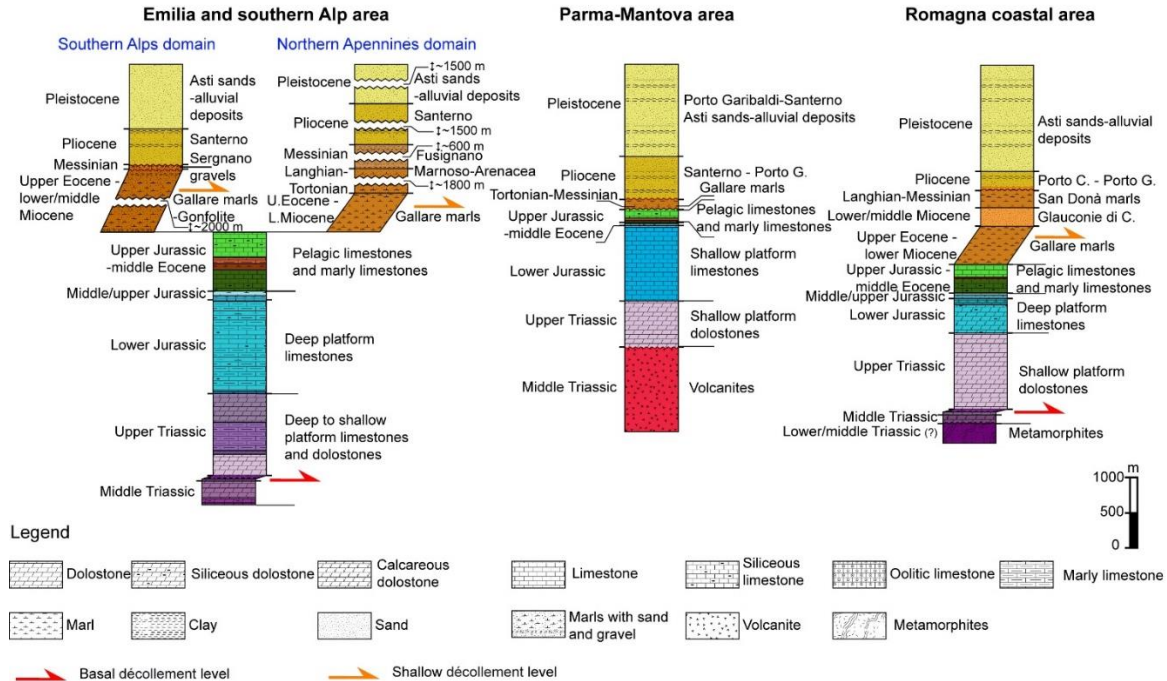 Emilia and southern Alp area
Parma-Mantova area
Romagna coastal area
Southern Alps domain
Northern Apennines domain
Pleistocene
Asti sands
-alluvial
deposits
Pliocene
Santerno
Messinian
Sergnano
gravels
Upper Eocene -
lower/middle
Miocene
Gallare marls
-Gonfolite
↕~2000 m
Pleistocene
↕~1500 m
Asti sands
-alluvial deposits
Pliocene
Santerno
↕~1500 m
↕~600 m
Messinian
Fusignano
Langhian-
Tortonian
Marnoso-Arenacea
↕~1800 m
U.Eocene -
L.Miocene
Gallare marls
Upper Jurassic
-middle Eocene
Pelagic limestones
and marly limestones
Middle/upper Jurassic
Lower Jurassic
Deep platform
limestones
Upper Triassic
Deep to shallow
platform limestones
and dolostones
Middle Triassic
Pleistocene
Porto Garibaldi-Santerno
Asti sands-alluvial deposits
Pliocene
Santerno - Porto G.
Tortonian-Messinian
Gallare marls
Upper Jurassic
-middle Eocene
Pelagic limestones
and marly limestones
Lower Jurassic
Shallow platform
limestones
Upper Triassic
Shallow platform
dolostones
Middle Triassic
Volcanites
Pleistocene
Asti sands-alluvial
deposits
Pliocene
Porto C. - Porto G.
Langhian-Messinian
San Donà marls
Lower/middle Miocene
Glauconie di C.
Upper Eocene -
lower Miocene
Gallare marls
Upper Jurassic -
middle Eocene
Pelagic limestones
and marly limestones
Middle/upper Jurassic
Lower Jurassic
Deep platform
limestones
Upper Triassic
Shallow platform
dolostones
Middle Triassic
Lower/middle Triassic (?)
Metamorphites
m
1000
500
0
Legend
Dolostone
Siliceous dolostone
Calcareous
dolostone
Limestone
Siliceous
limestone
Oolitic limestone
Marly limestone
Marl
Clay
Sand
Marls with sand
and gravel
Volcanite
Metamorphites
Basal décollement level
Shallow décollement level